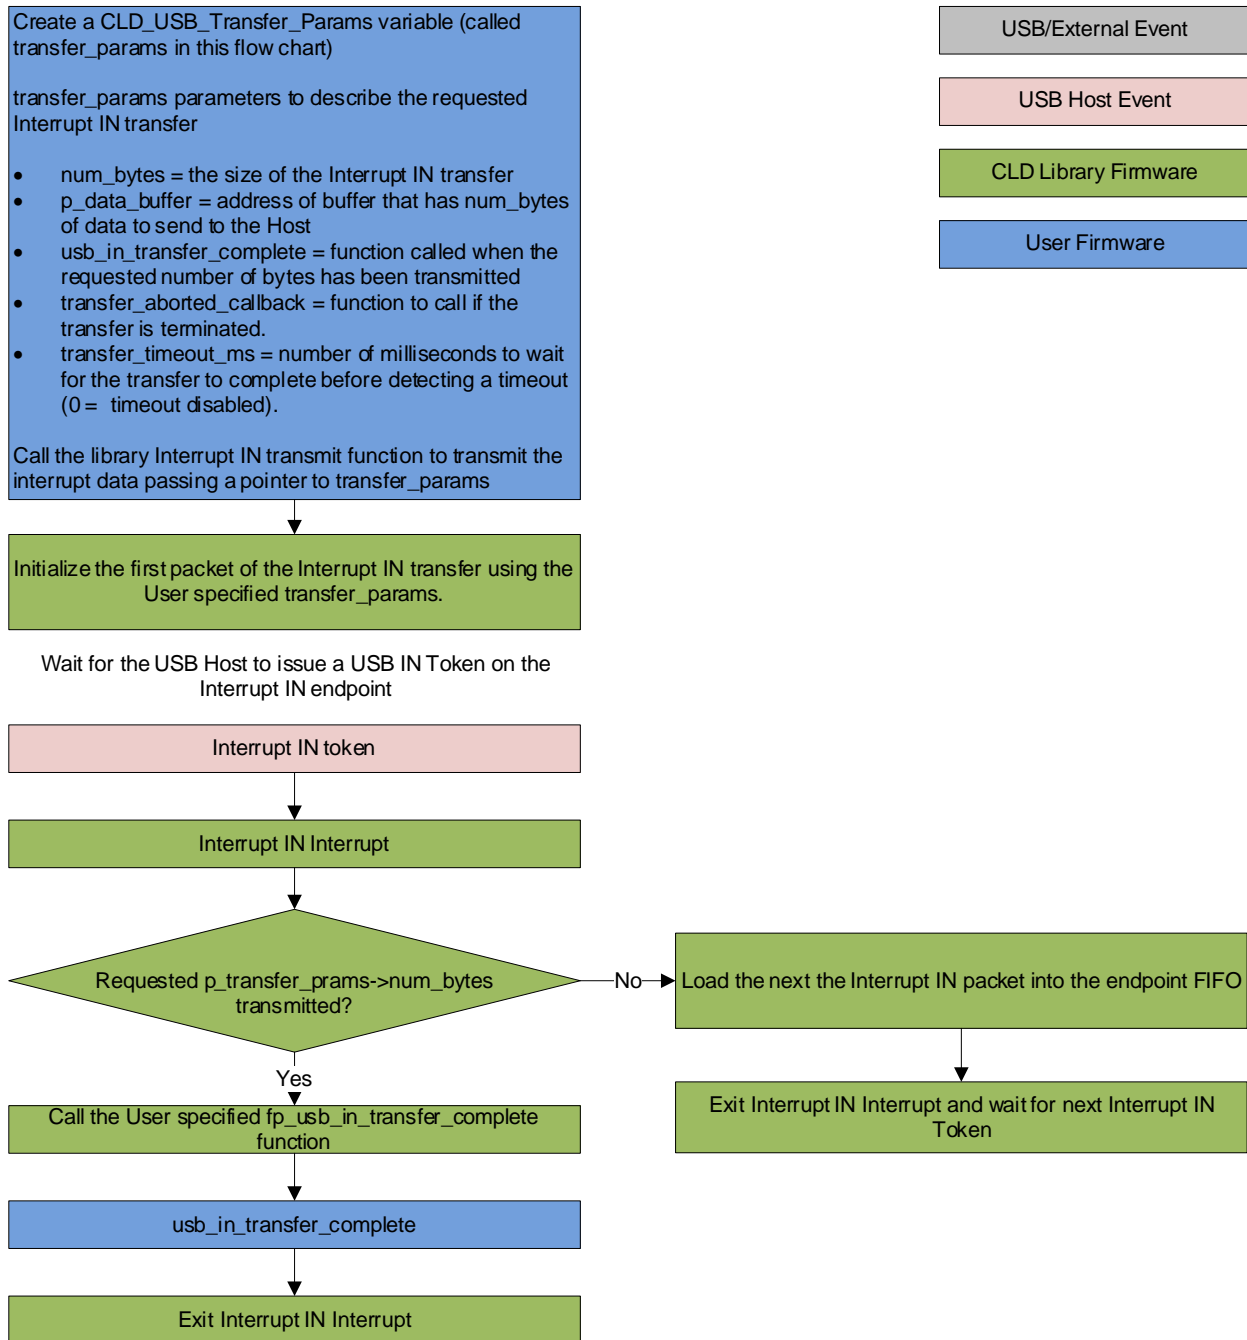 Create a CLD_USB_Transfer_Params variable (called
transfer_params in this flow chart)
transfer_params parameters to describe the requested
Interrupt IN transfer
• num_bytes = the size of the Interrupt IN transfer
• p_data_buffer = address of buffer that has num_bytes
of data to send to the Host
• usb_in_transfer_complete = function called when the
requested number of bytes has been transmitted
• transfer_aborted_callback = function to call if the
transfer is terminated.
• transfer_timeout_ms = number of milliseconds to wait
for the transfer to complete before detecting a timeout
(0 = timeout disabled).
Call the library Interrupt IN transmit function to transmit the
interrupt data passing a pointer to transfer_params
USB/External Event
USB Host Event
CLD Library Firmware
User Firmware
Initialize the first packet of the Interrupt IN transfer using the
User specified transfer_params.
Wait for the USB Host to issue a USB IN Token on the
Interrupt IN endpoint
Interrupt IN token
Interrupt IN Interrupt
Requested p_transfer_prams->num_bytes
transmitted?
No
Load the next the Interrupt IN packet into the endpoint FIFO
Exit Interrupt IN Interrupt and wait for next Interrupt IN
Token
Yes
Call the User specified fp_usb_in_transfer_complete
function
usb_in_transfer_complete
Exit Interrupt IN Interrupt